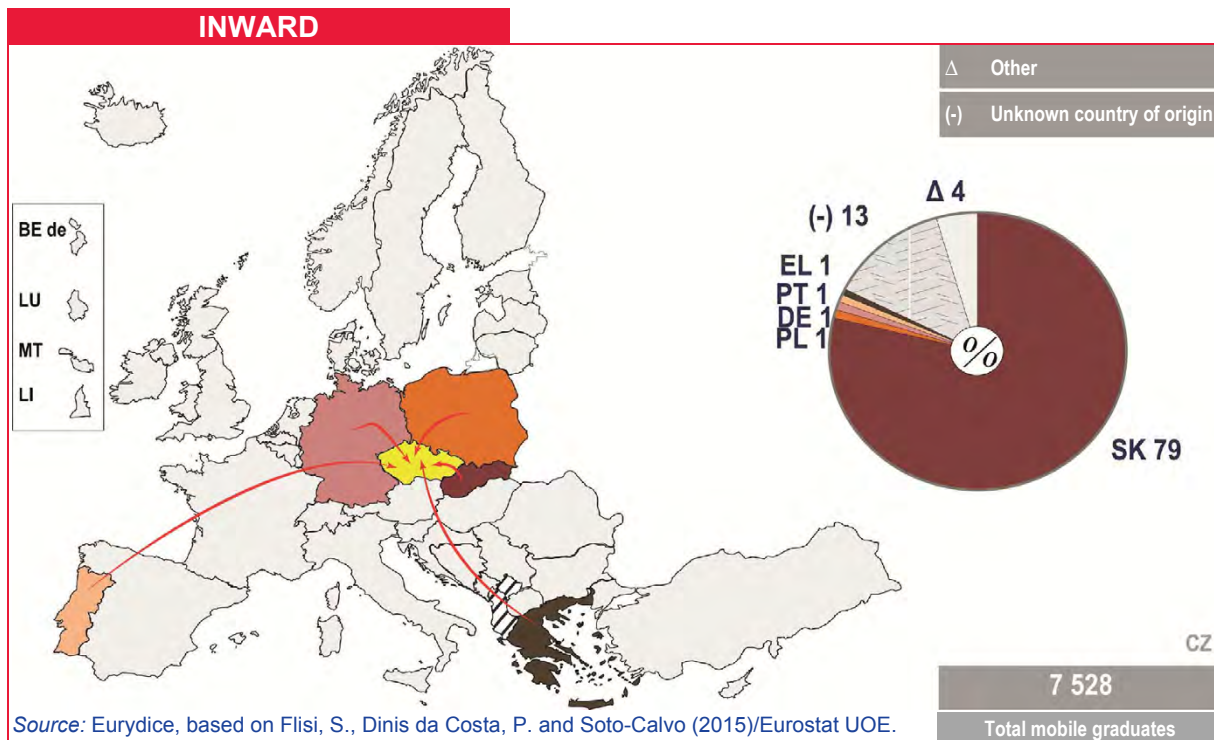 INWARD
Δ Other
(-) Unknown country of origin
BE de
LU
MT
LI
Δ 4
(-) 13
EL 1
PT 1
DE 1
PL 1
%
SK 79
CZ
7 528
Total mobile graduates
Source: Eurydice, based on Flisi, S., Dinis da Costa, P. and Soto-Calvo (2015)/Eurostat UOE.